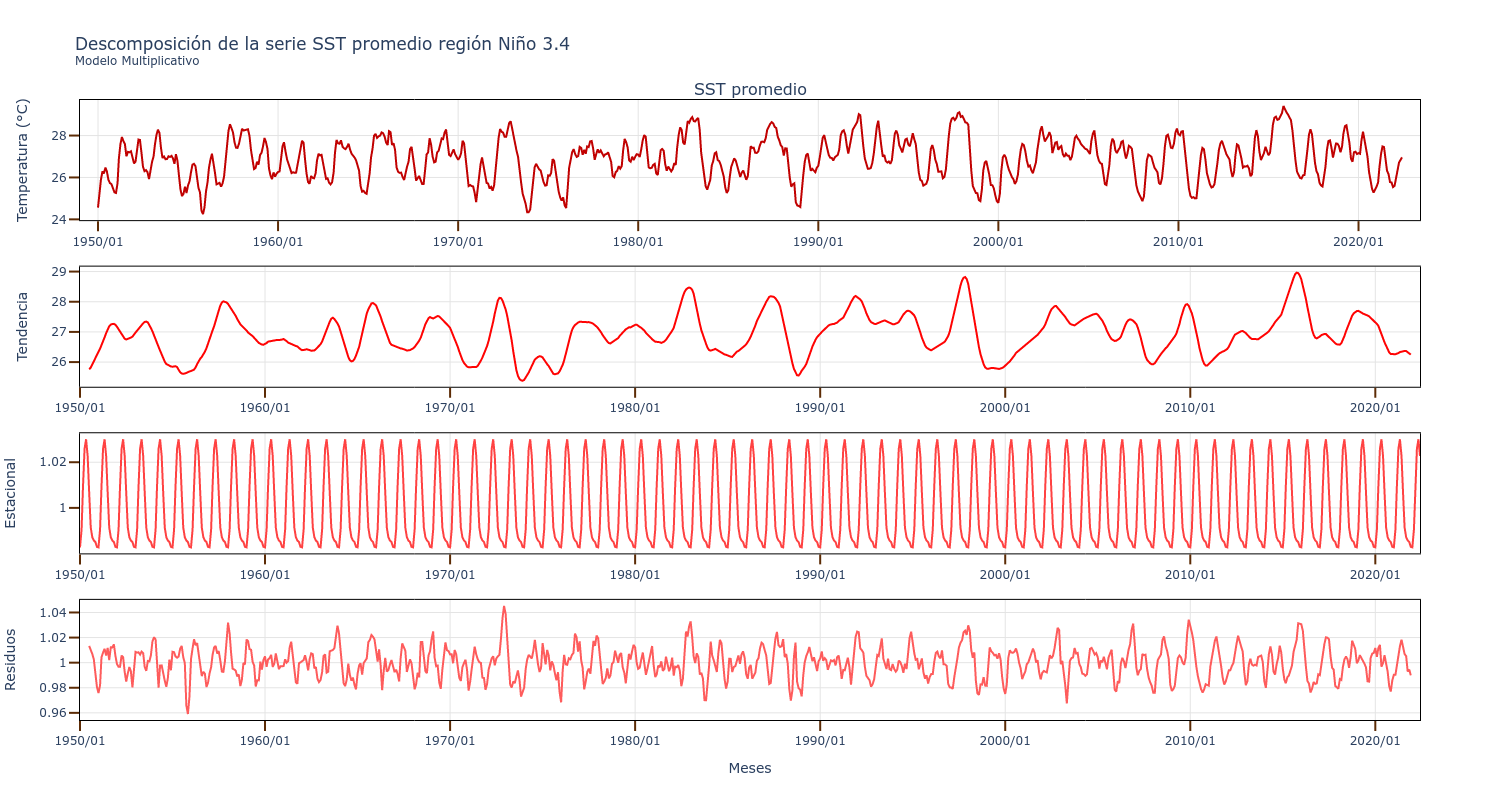 Descomposición de la serie SST promedio región Niño 3.4
Modelo Multiplicativo
SST promedio
Temperatura (°C)
28
26
24
1950/01 1960/01 1970/01 1980/01 1990/01 2000/01 2010/01 2020/01
Tendencia
29
28
27
26
1950/01 1960/01 1970/01 1980/01 1990/01 2000/01 2010/01 2020/01
Estacional
1.02
1
1950/01 1960/01 1970/01 1980/01 1990/01 2000/01 2010/01 2020/01
Residuos
1.04
1.02
1
0.98
0.96
1950/01 1960/01 1970/01 1980/01 1990/01 2000/01 2010/01 2020/01
Meses